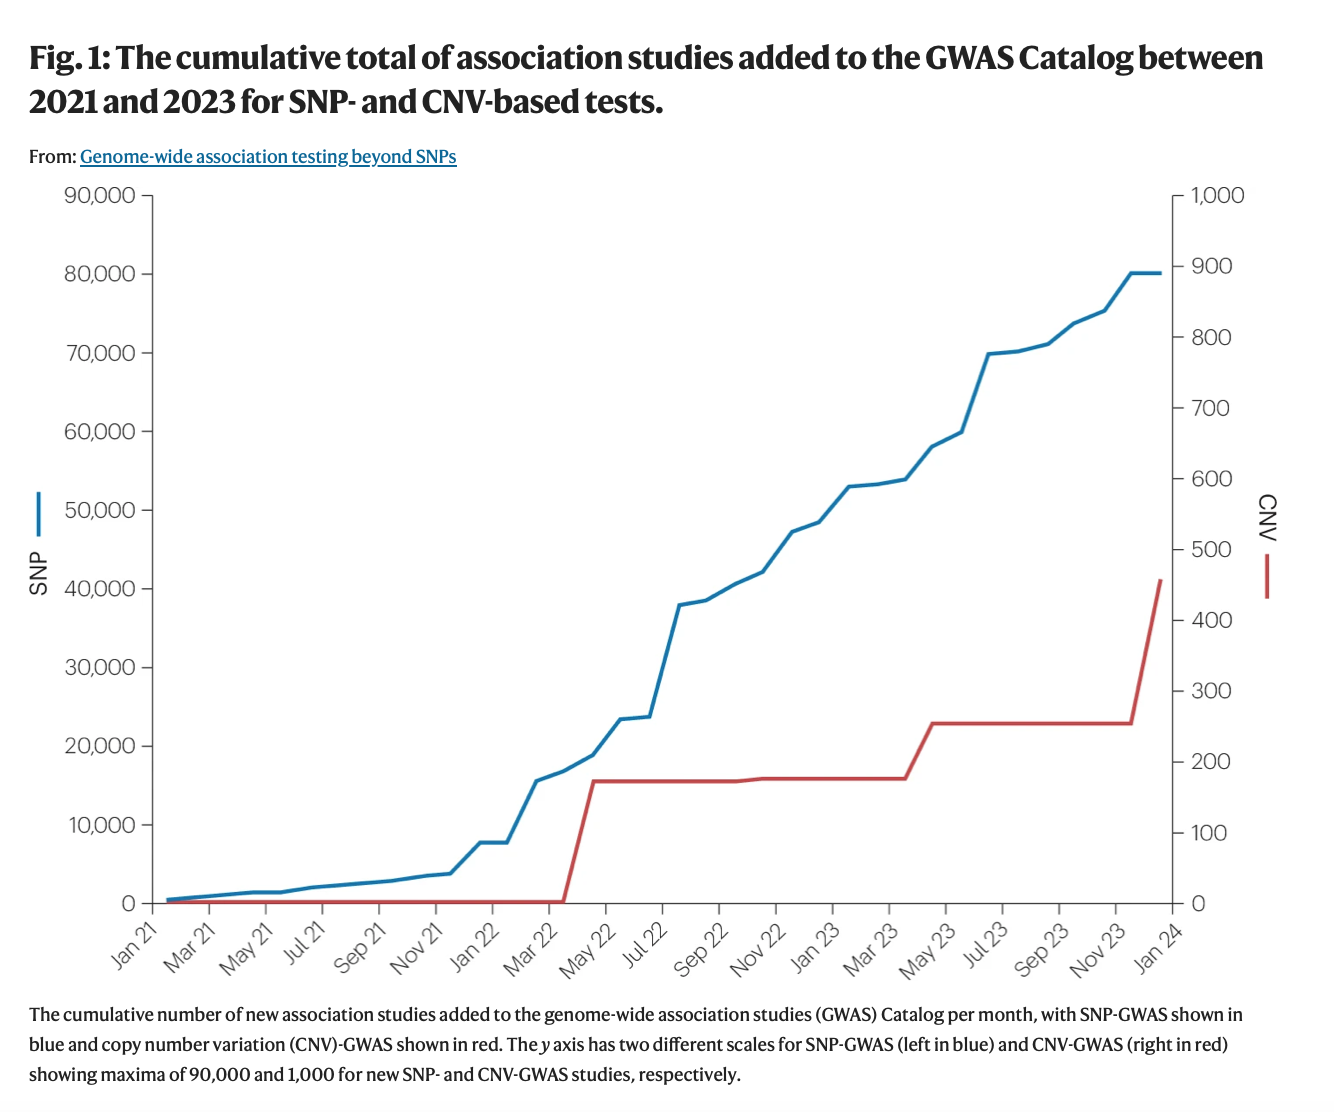 Fig. 1: The cumulative total of association studies added to the GWAS Catalog between
2021 and 2023 for SNP- and CNV-based tests.
From: Genome-wide association testing beyond SNPs
90,000
80,000
70,000
60,000
50,000
40,000
30,000
20,000
10,000
0
SNP
1,000
900
800
700
600
500
400
300
200
100
0
CNV
Jan 21
Mar 21
May 21
Jul 21
Sep 21
Nov 21
Jan 22
Mar 22
May 22
Jul 22
Sep 22
Nov 22
Jan 23
Mar 23
May 23
Jul 23
Sep 23
Nov 23
Jan 24
The cumulative number of new association studies added to the genome-wide association studies (GWAS) Catalog per month, with SNP-GWAS shown in
blue and copy number variation (CNV)-GWAS shown in red. The y axis has two different scales for SNP-GWAS (left in blue) and CNV-GWAS (right in red)
showing maxima of 90,000 and 1,000 for new SNP- and CNV-GWAS studies, respectively.